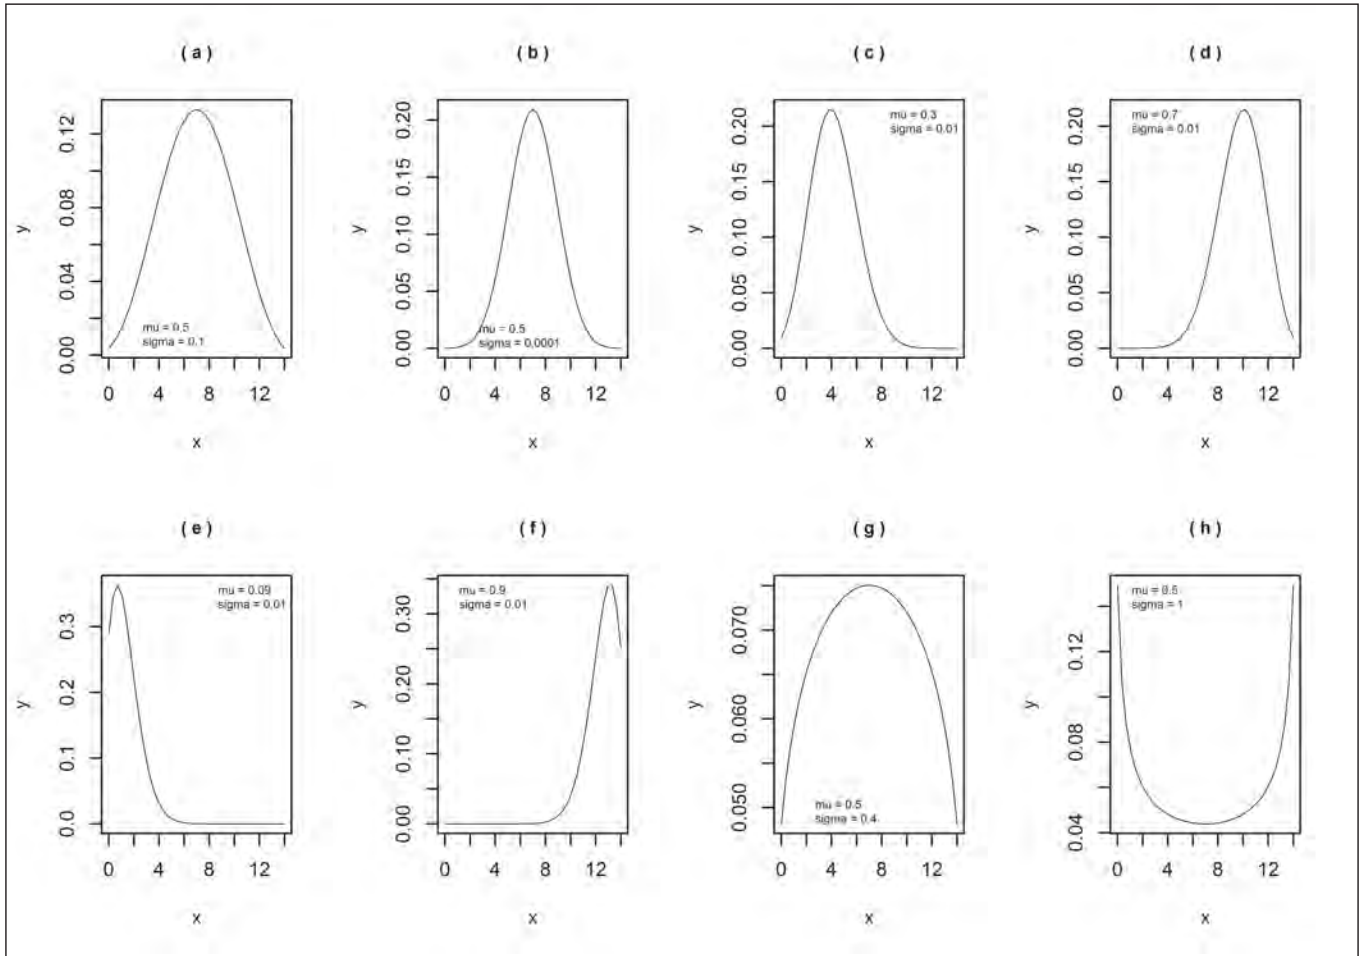 ( a )
( b )
( c )
( d )
y
0.00 0.04 0.08 0.12
mu = 0.5
sigma = 0.1
0 4 8 12
x
y
0.00 0.05 0.10 0.15 0.20
mu = 0.5
sigma = 0.0001
0 4 8 12
x
y
0.00 0.05 0.10 0.15 0.20
mu = 0.3
sigma = 0.01
0 4 8 12
x
y
0.00 0.05 0.10 0.15 0.20
mu = 0.7
sigma = 0.01
0 4 8 12
x
( e )
( f )
( g )
( h )
y
0.0 0.1 0.2 0.3
mu = 0.09
sigma = 0.01
0 4 8 12
x
y
0.00 0.10 0.20 0.30
mu = 0.9
sigma = 0.01
0 4 8 12
x
y
0.050 0.060 0.070
mu = 0.5
sigma = 0.4
0 4 8 12
x
y
0.04 0.08 0.12
mu = 0.5
sigma = 1
0 4 8 12
x